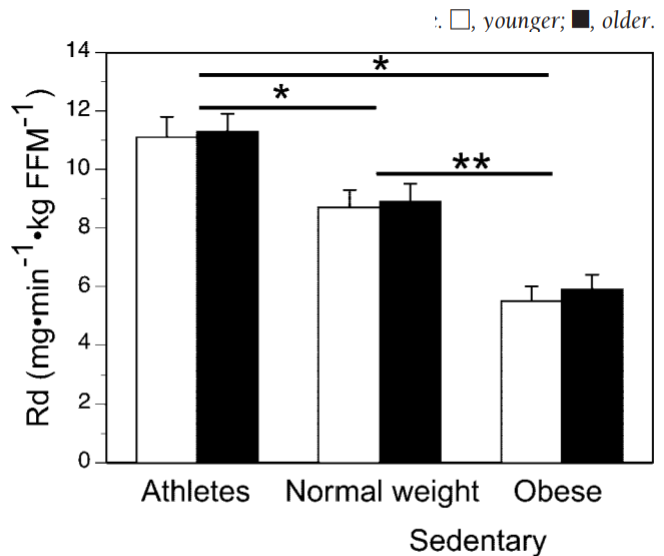 . □, younger; ■, older.
14
12
10
8
6
4
2
0
Rd (mg•min⁻¹•kg FFM⁻¹)
*
*
**
Athletes Normal weight Obese
Sedentary